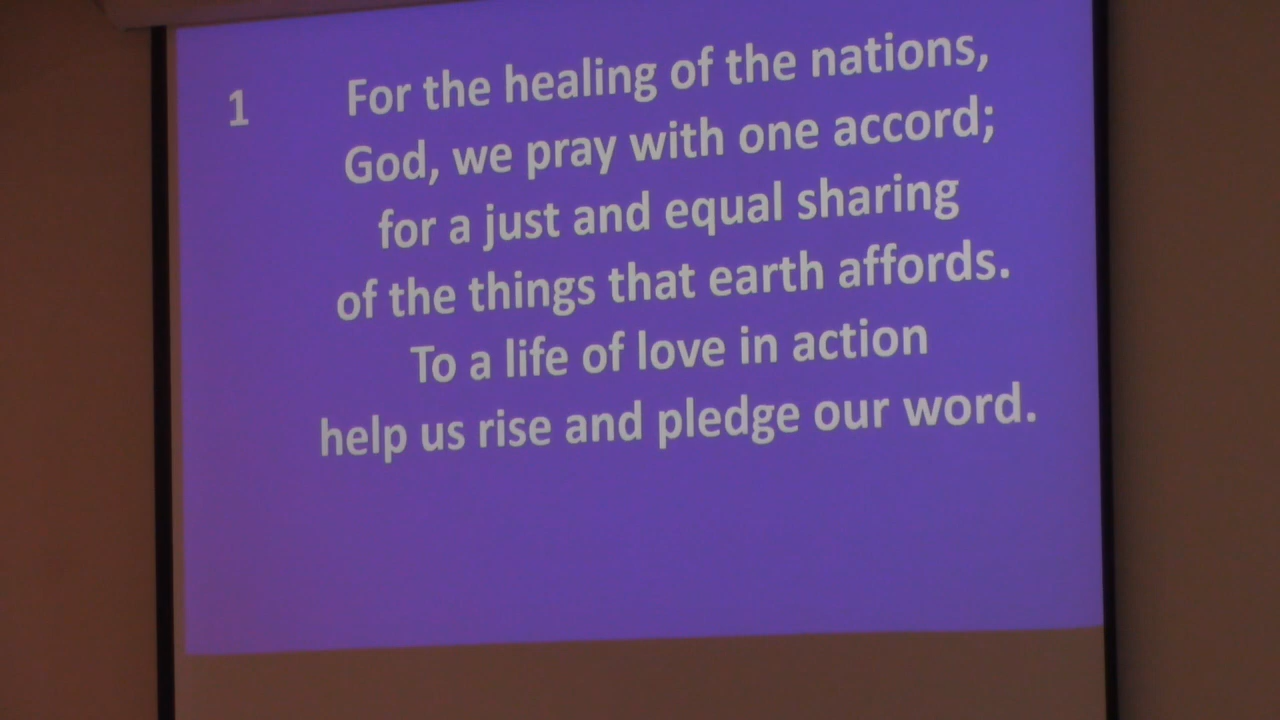 1 For the healing of the nations,
God, we pray with one accord;
for a just and equal sharing
of the things that earth affords.
To a life of love in action
help us rise and pledge our word.